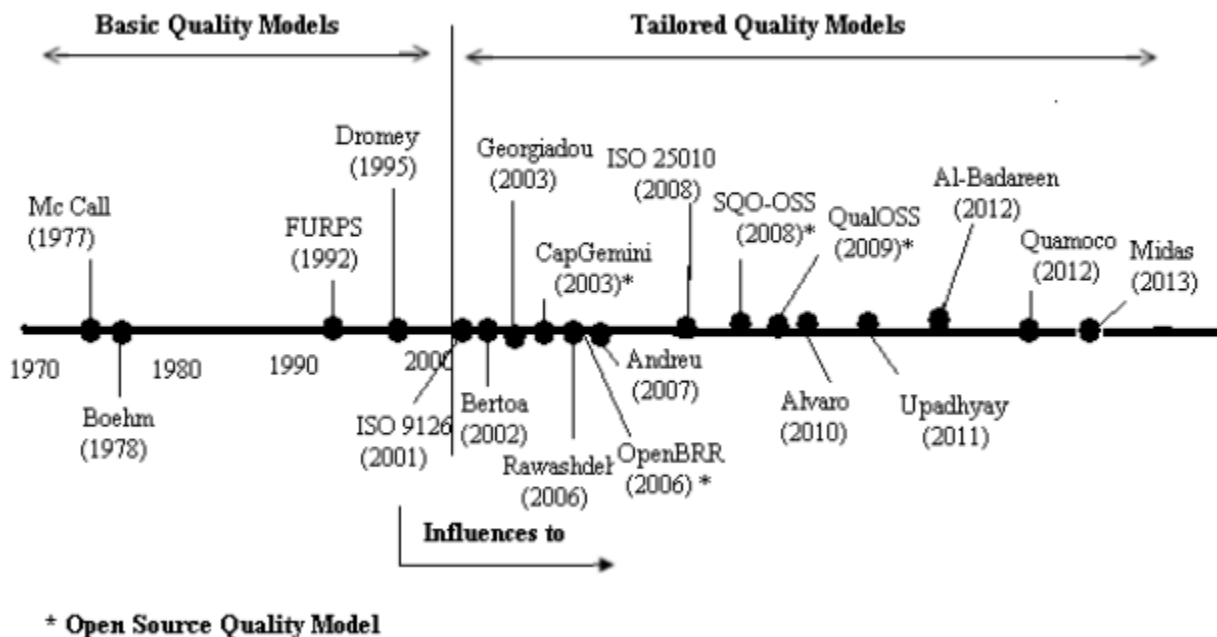 Basic Quality Models
Tailored Quality Models
Dromey
(1995)
Georgiadou
(2003)
ISO 25010
(2008)
Al-Badareen
(2012)
Mc Call
(1977)
FURPS
(1992)
CapGemini
(2003)*
SQO-OSS
(2008)*
QualOSS
(2009)*
Quamoco
(2012)
Midas
(2013)
1970
1980
1990
2000
Boehm
(1978)
ISO 9126
(2001)
Bertoa
(2002)
Rawashdeh
(2006)
OpenBRR
(2006) *
Andreu
(2007)
Alvaro
(2010)
Upadhyay
(2011)
Influences to
* Open Source Quality Model